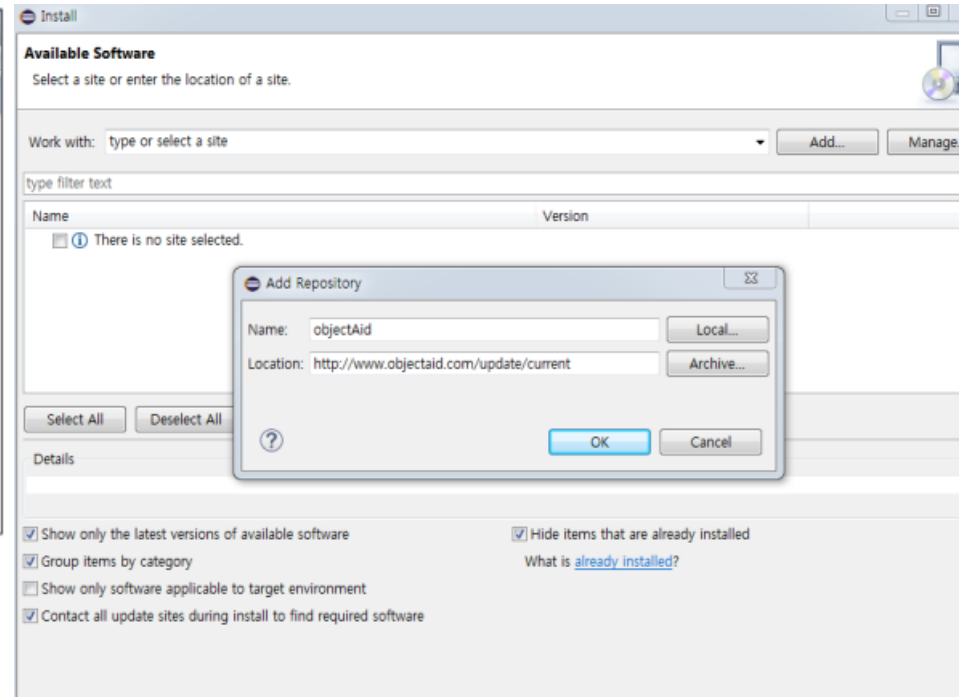 Install
Available Software
Select a site or enter the location of a site.
Work with: type or select a site Add... Manage.
type filter text
Name Version
There is no site selected.
Add Repository
Name: objectAid Local...
Location: http://www.objectaid.com/update/current Archive...
Select All Deselect All
OK Cancel
Details
Show only the latest versions of available software Hide items that are already installed
Group items by category What is already installed?
Show only software applicable to target environment
Contact all update sites during install to find required software